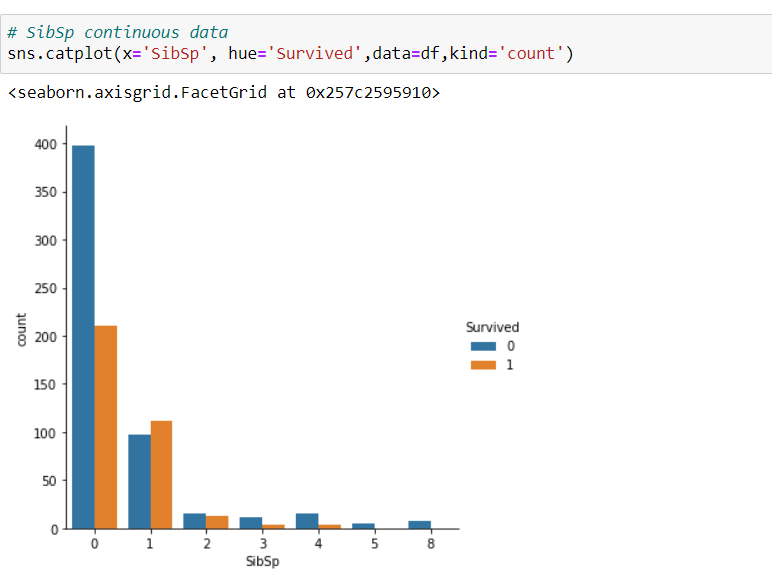 # SibSp continuous data
sns.catplot(x='SibSp', hue='Survived',data=df,kind='count')
<seaborn.axisgrid.FacetGrid at 0x257c2595910>
400
350
300
250
200
150
100
50
0
count
0 1 2 3 4 5 8
SibSp
Survived
0
1